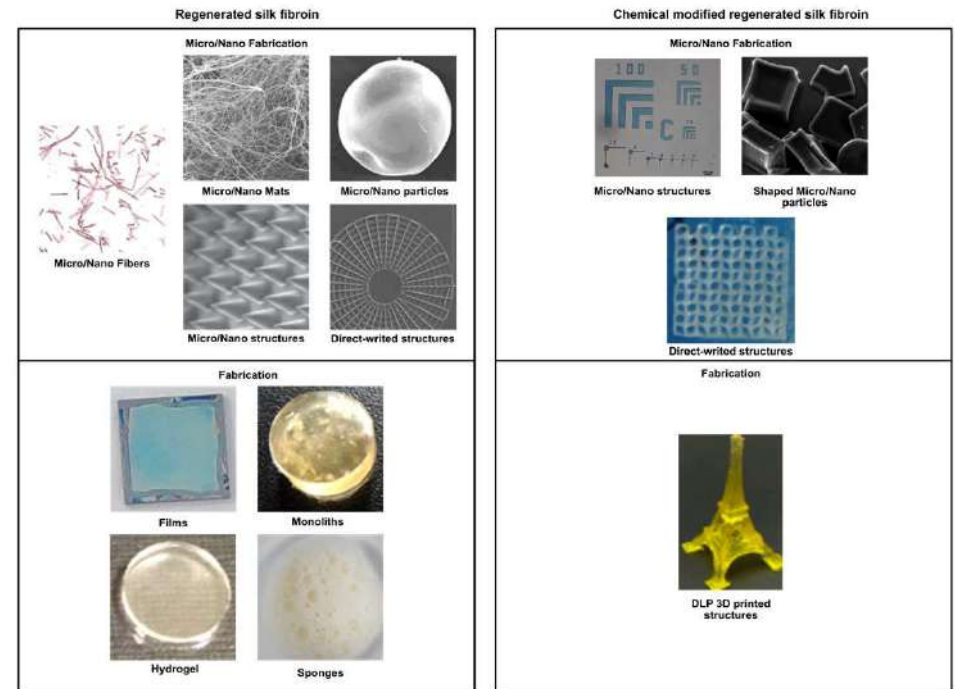 Regenerated silk fibroin
Chemical modified regenerated silk fibroin
Micro/Nano Fabrication
Micro/Nano Mats
Micro/Nano particles
Micro/Nano Fibers
Micro/Nano structures
Direct-writed structures
Micro/Nano Fabrication
100
50
C
Micro/Nano structures
Shaped Micro/Nano
particles
Direct-writed structures
Fabrication
Films
Monoliths
Hydrogel
Sponges
Fabrication
DLP 3D printed
structures